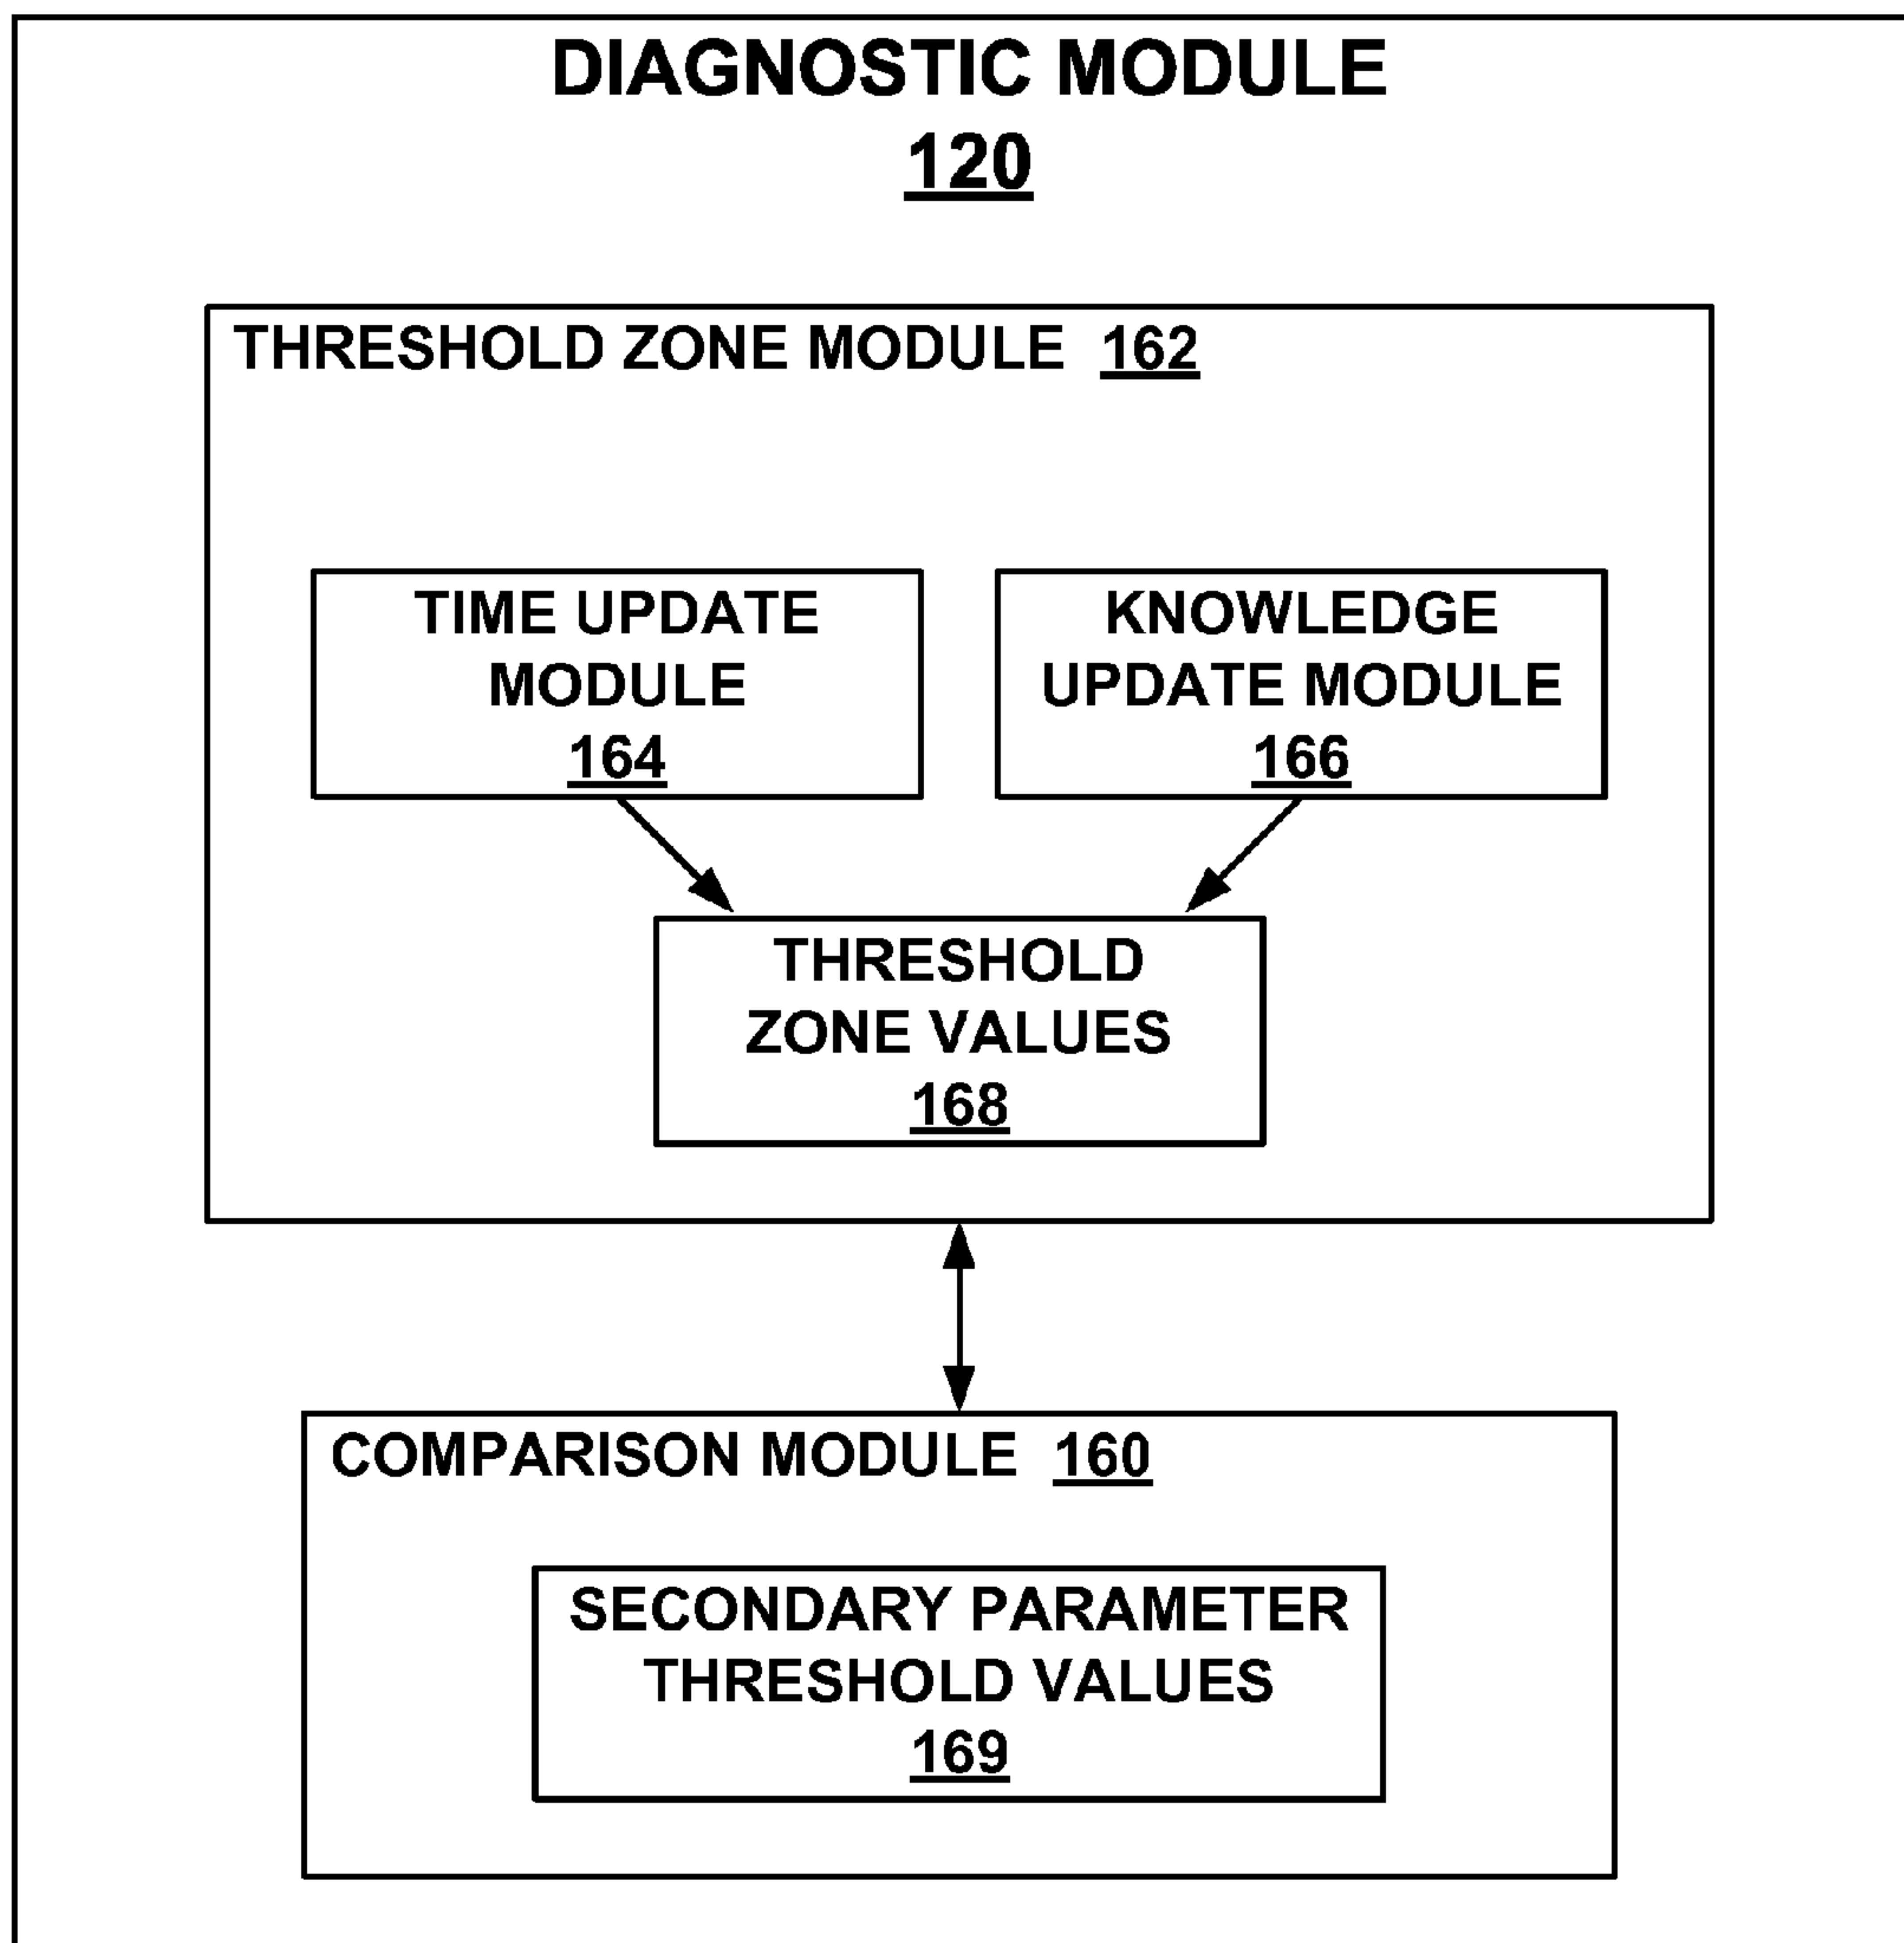 DIAGNOSTIC MODULE
120
THRESHOLD ZONE MODULE 162
TIME UPDATE
MODULE
164
KNOWLEDGE
UPDATE MODULE
166
THRESHOLD
ZONE VALUES
168
COMPARISON MODULE 160
SECONDARY PARAMETER
THRESHOLD VALUES
169